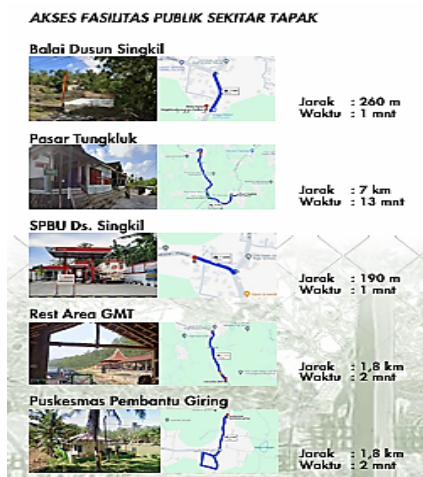 AKSES FASILITAS PUBLIK SEKITAR TAPAK
Balai Dusun Singkil
Jarak : 260 m
Waktu : 1 mnt
Pasar Tungkluk
Jarak : 7 km
Waktu : 13 mnt
SPBU Ds. Singkil
Jarak : 190 m
Waktu : 1 mnt
Rest Area GMT
Jarak : 1,8 km
Waktu : 2 mnt
Puskesmas Pembantu Giring
Jarak : 1,8 km
Waktu : 2 mnt